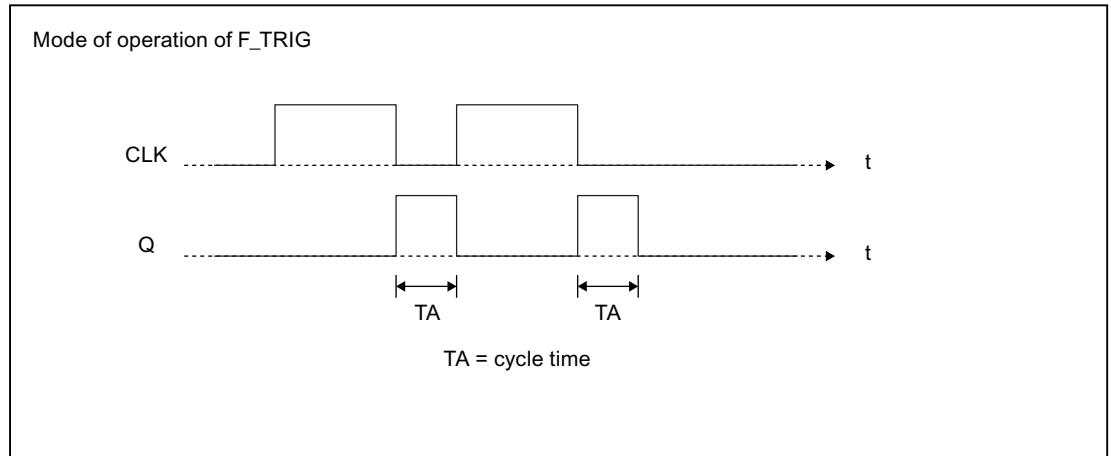 Mode of operation of F_TRIG
CLK
t
Q
t
TA
TA
TA = cycle time